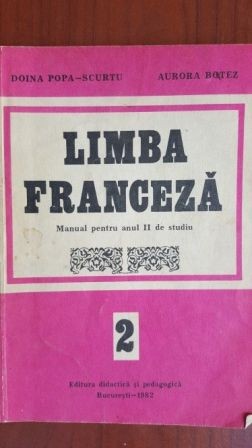 DOINA POPA-SCURTU AURORA BOTEZ
LIMBA
FRANCEZĂ
Manual pentru anul II de studiu
2
Editura didactică și pedagogică
București-1982